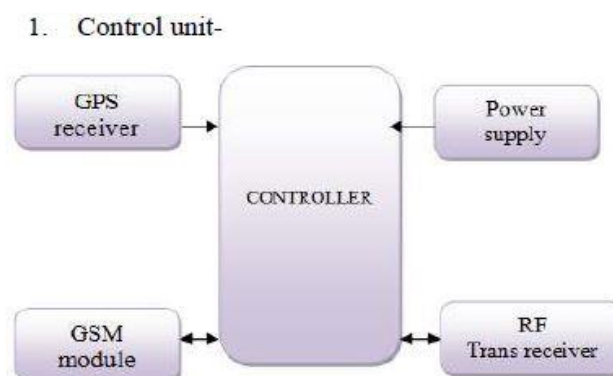 1. Control unit-
GPS
receiver
Power
supply
CONTROLLER
GSM
module
RF
Trans receiver